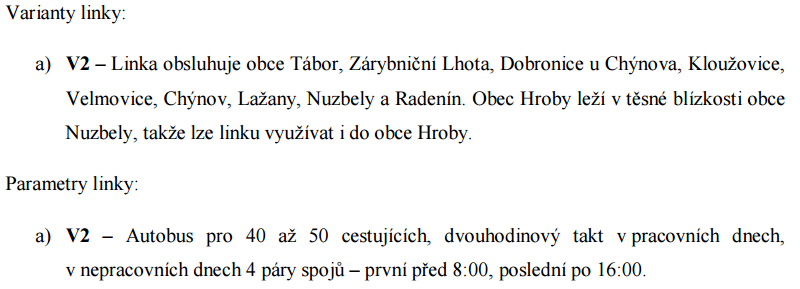 Varianty linky:
a) V2 – Linka obsluhuje obce Tábor, Zárybniční Lhota, Dobronice u Chýnova, Kloužovice,
Velmovice, Chýnov, Lažany, Nuzbely a Radenín. Obec Hroby leží v těsné blízkosti obce
Nuzbely, takže lze linku využívat i do obce Hroby.
Parametry linky:
a) V2 – Autobus pro 40 až 50 cestujících, dvouhodinový takt v pracovních dnech,
v nepracovních dnech 4 páry spojů – první před 8:00, poslední po 16:00.